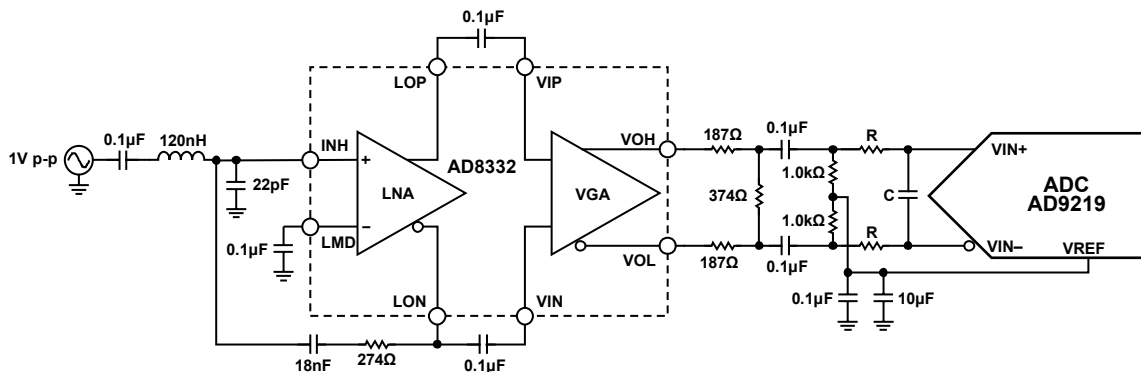 0.1µF
LOP
VIP
0.1µF
120nH
1V p-p
INH
+
AD8332
VOH
187Ω
0.1µF
R
VIN+
22pF
LNA
VGA
1.0kΩ
374Ω
1.0kΩ
C
ADC
AD9219
–
LMD
0.1µF
VOL
187Ω
0.1µF
R
VIN–
VREF
LON
VIN
0.1µF
10µF
18nF
274Ω
0.1µF